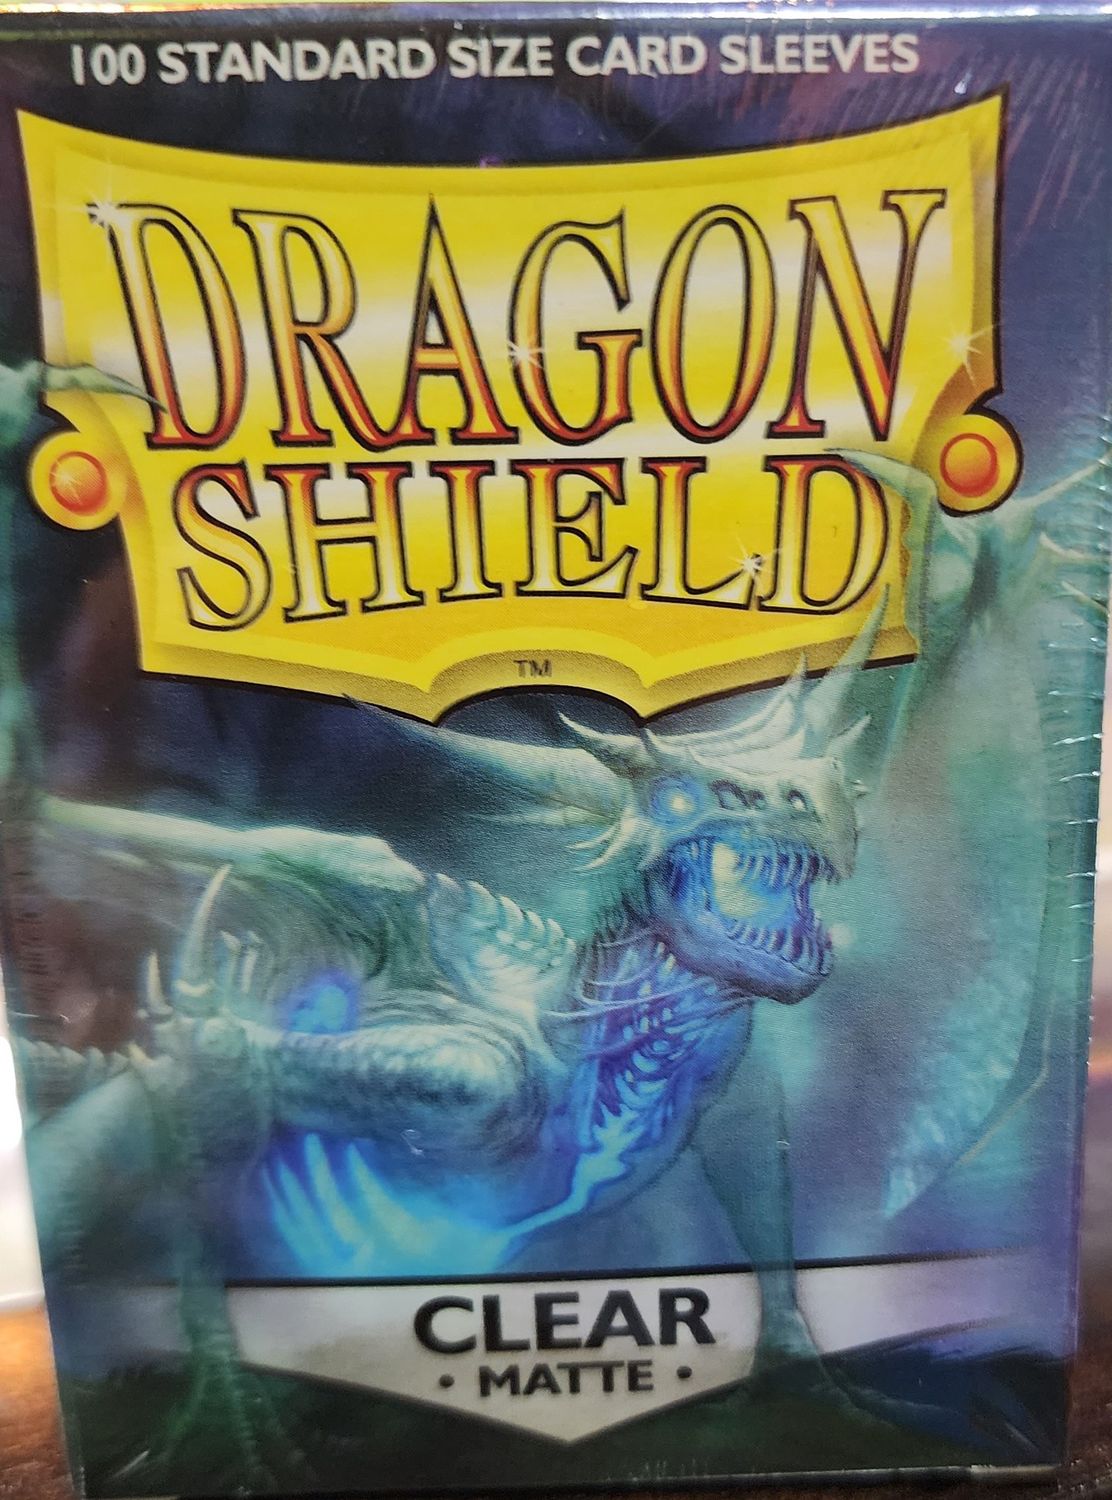 100 STANDARD SIZE CARD SLEEVES
DRAGON
SHIELD
TM
CLEAR
• MATTE •